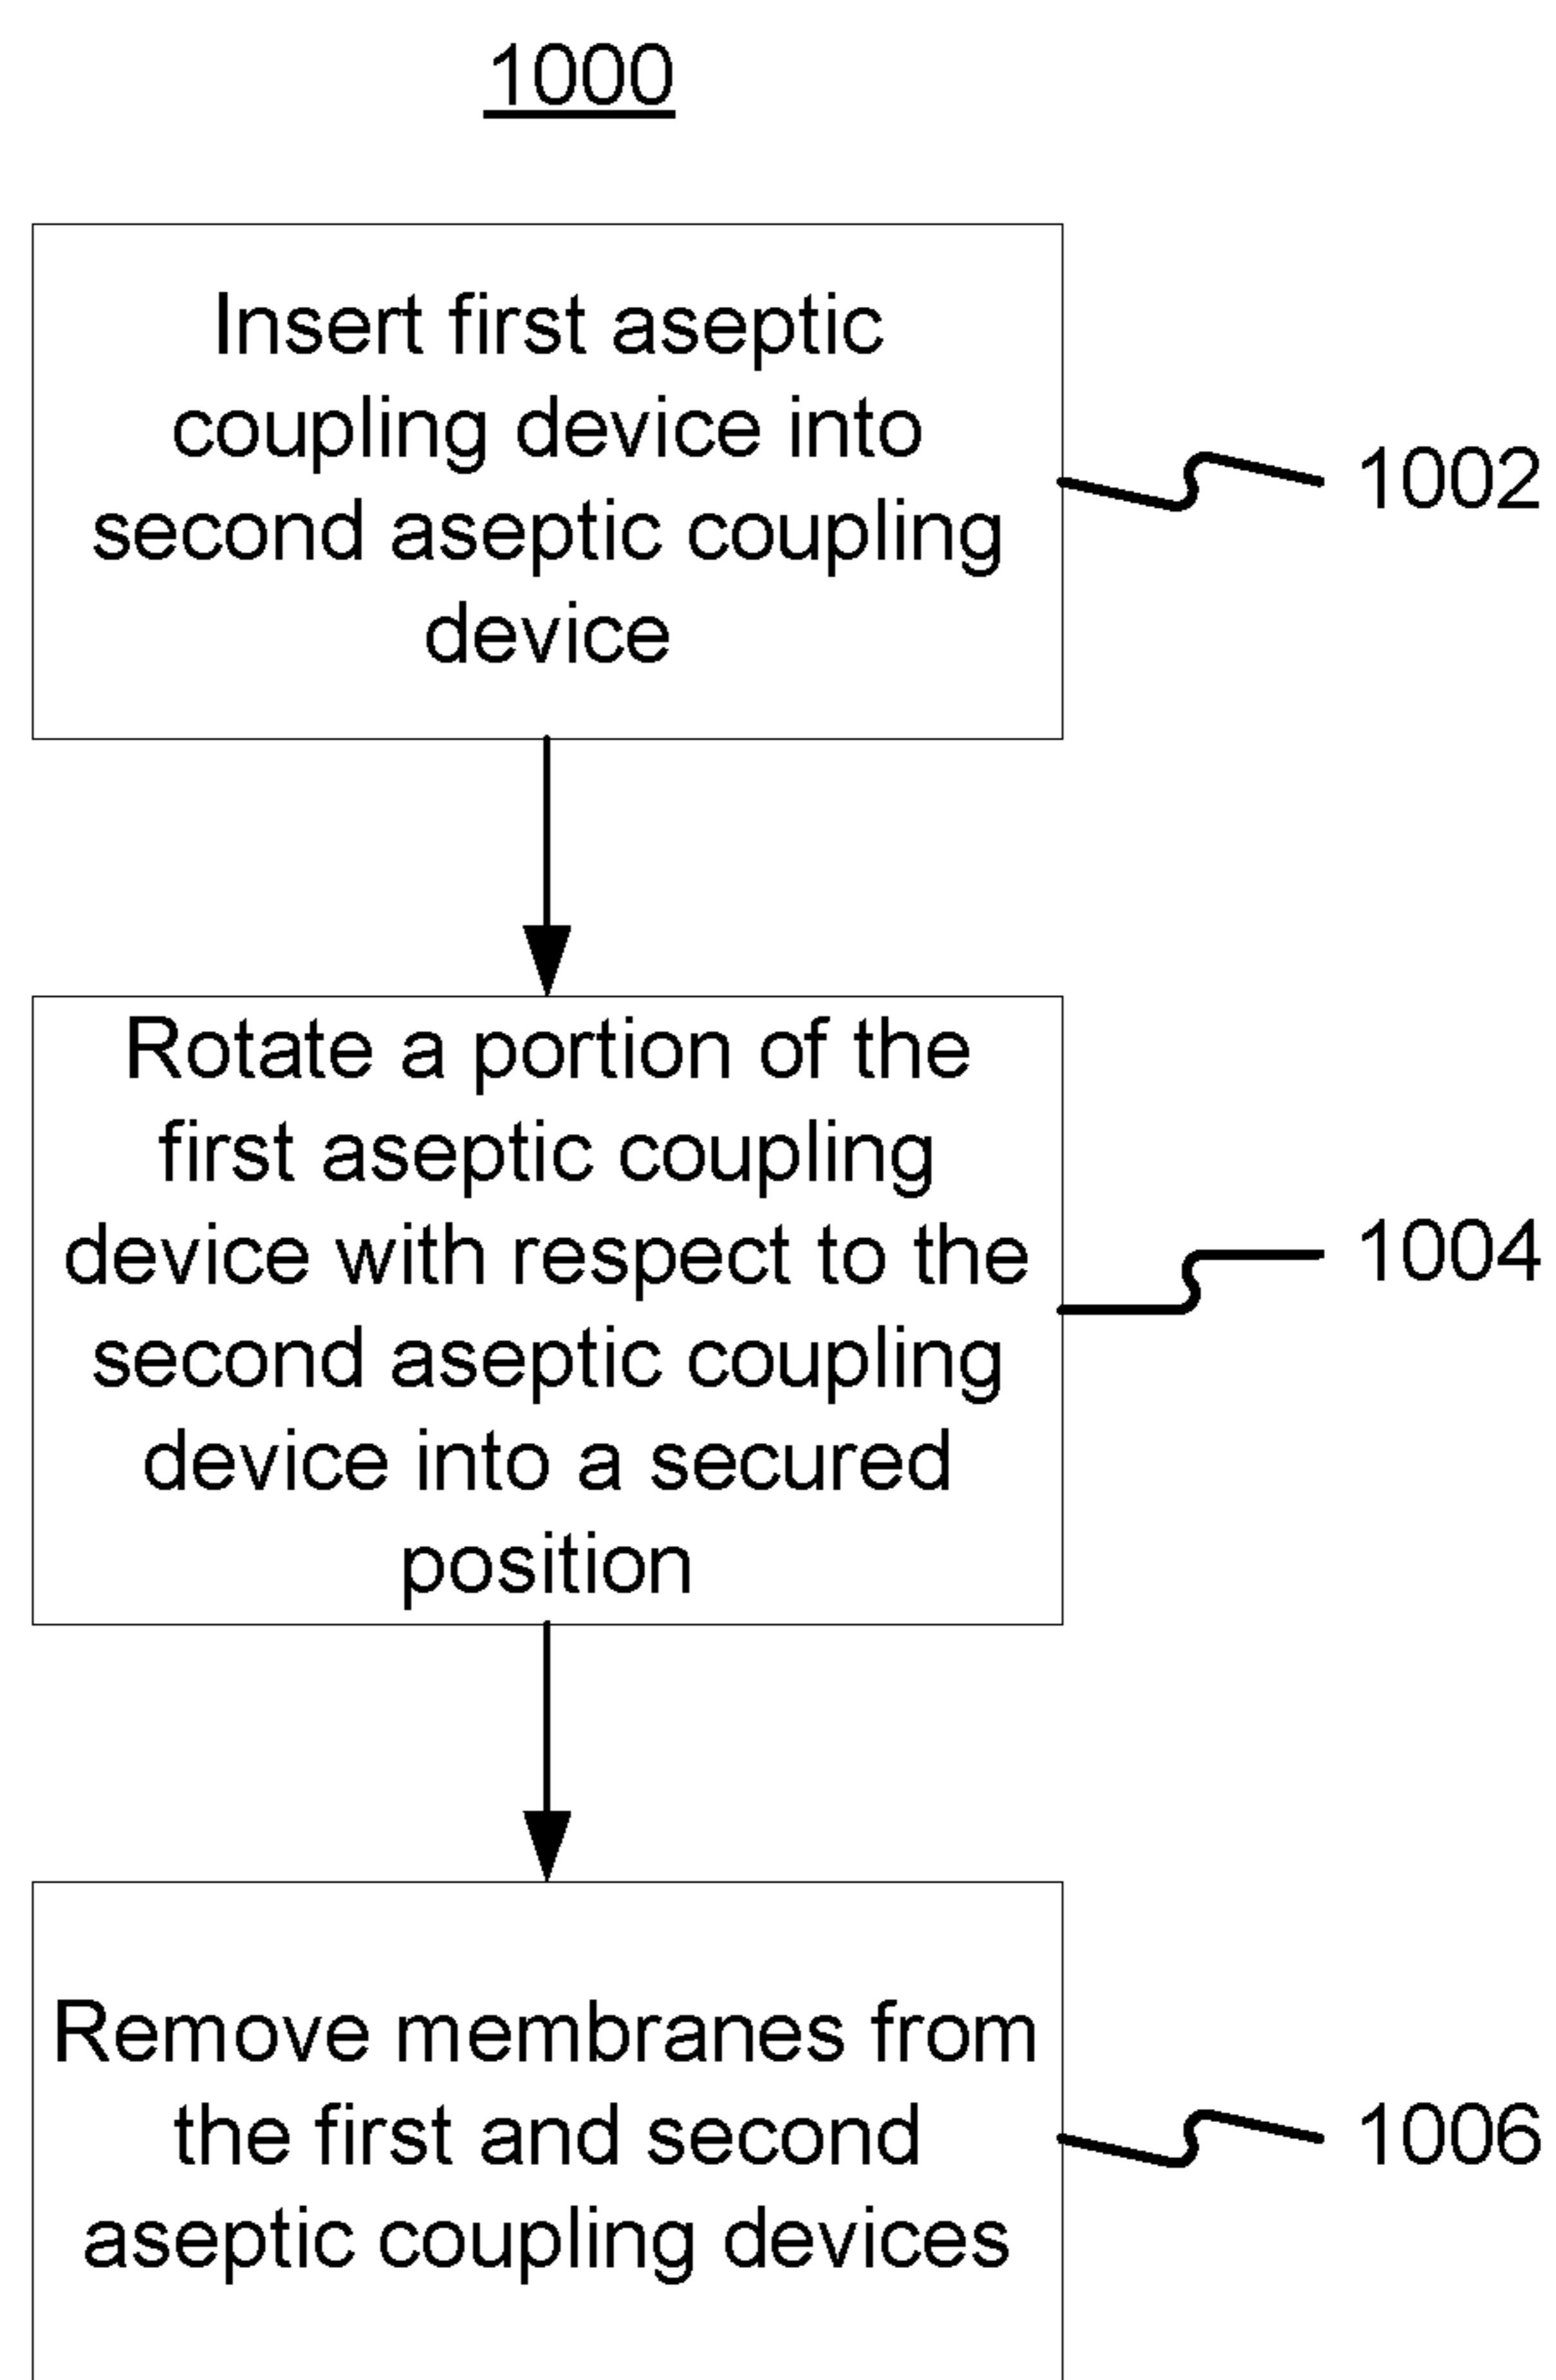 1000
Insert first aseptic
coupling device into
second aseptic coupling
device
1002
Rotate a portion of the
first aseptic coupling
device with respect to the
second aseptic coupling
device into a secured
position
1004
Remove membranes from
the first and second
aseptic coupling devices
1006